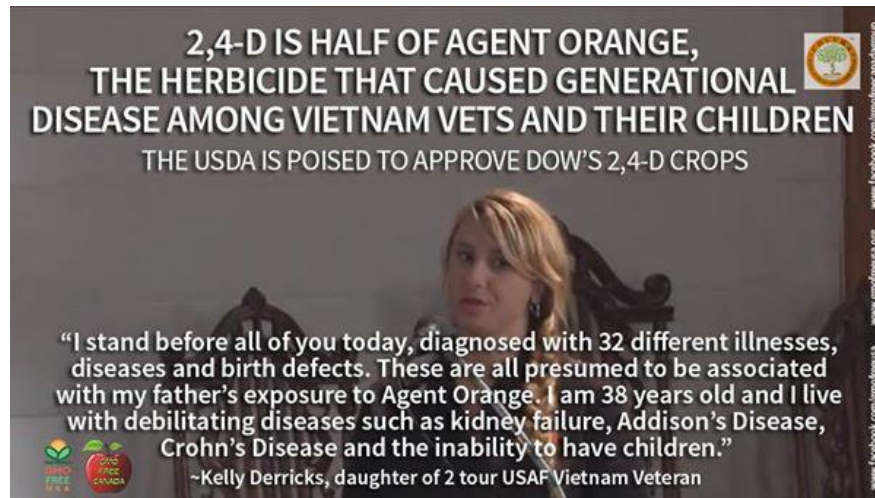 2,4-D IS HALF OF AGENT ORANGE,
THE HERBICIDE THAT CAUSED GENERATIONAL
DISEASE AMONG VIETNAM VETS AND THEIR CHILDREN
THE USDA IS POISED TO APPROVE DOW'S 2,4-D CROPS
“I stand before all of you today, diagnosed with 32 different illnesses,
diseases and birth defects. These are all presumed to be associated
with my father’s exposure to Agent Orange. I am 38 years old and I live
with debilitating diseases such as kidney failure, Addison’s Disease,
Crohn’s Disease and the inability to have children.”
~Kelly Derricks, daughter of 2 tour USAF Vietnam Veteran
GMO
FREE
USA
GMO
FREE
CANADA